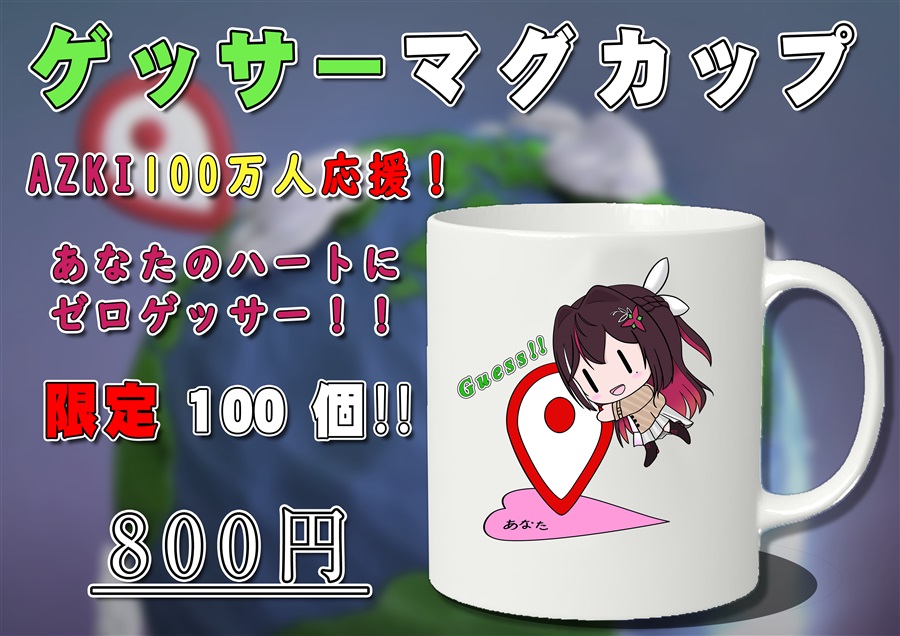 ゲッサーマグカップ
AZKI100万人応援！
あなたのハートに
ゼロゲッサー！！
限定 100 個!!
800円
Guess!!
あなた